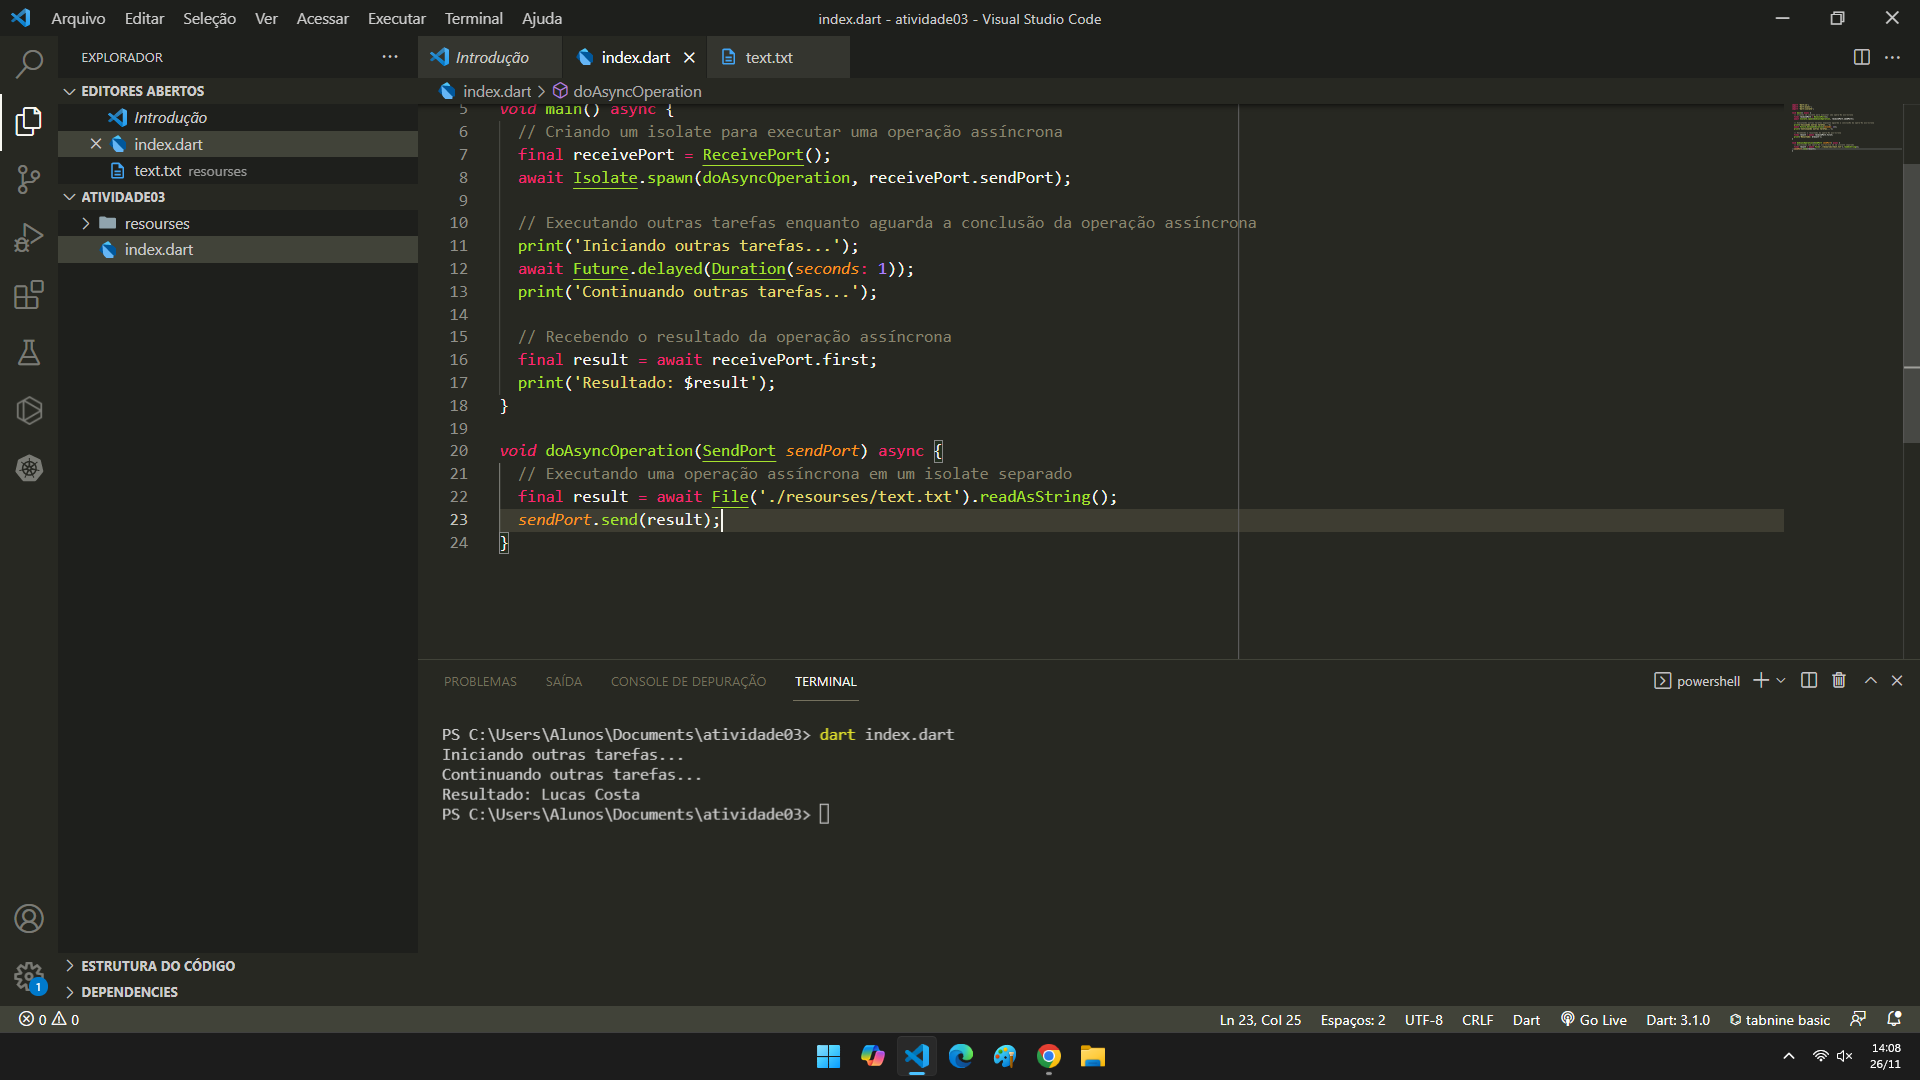 Arquivo Editar Seleção Ver Acessar Executar Terminal Ajuda
index.dart - atividade03 - Visual Studio Code
EXPLORADOR
Introdução
index.dart
text.txt
EDITORES ABERTOS
Introdução
index.dart
text.txt resourses
ATIVIDADE03
resourses
index.dart
index.dart > doAsyncOperation
5 void main() async {
6 // Criando um isolate para executar uma operação assíncrona
7 final receivePort = ReceivePort();
8 await Isolate.spawn(doAsyncOperation, receivePort.sendPort);
9
10 // Executando outras tarefas enquanto aguarda a conclusão da operação assíncrona
11 print('Iniciando outras tarefas...');
12 await Future.delayed(Duration(seconds: 1));
13 print('Continuando outras tarefas...');
14
15 // Recebendo o resultado da operação assíncrona
16 final result = await receivePort.first;
17 print('Resultado: $result');
18 }
19
20 void doAsyncOperation(SendPort sendPort) async {
21 // Executando uma operação assíncrona em um isolate separado
22 final result = await File('./resourses/text.txt').readAsString();
23 sendPort.send(result);
24 }
PROBLEMAS SAÍDA CONSOLE DE DEPURAÇÃO TERMINAL
powershell
PS C:\Users\Alunos\Documents\atividade03> dart index.dart
Iniciando outras tarefas...
Continuando outras tarefas...
Resultado: Lucas Costa
PS C:\Users\Alunos\Documents\atividade03>
ESTRUTURA DO CÓDIGO
DEPENDENCIES
1
0 0
Ln 23, Col 25 Espaços: 2 UTF-8 CRLF Dart Go Live Dart: 3.1.0 tabnine basic
14:08
26/11